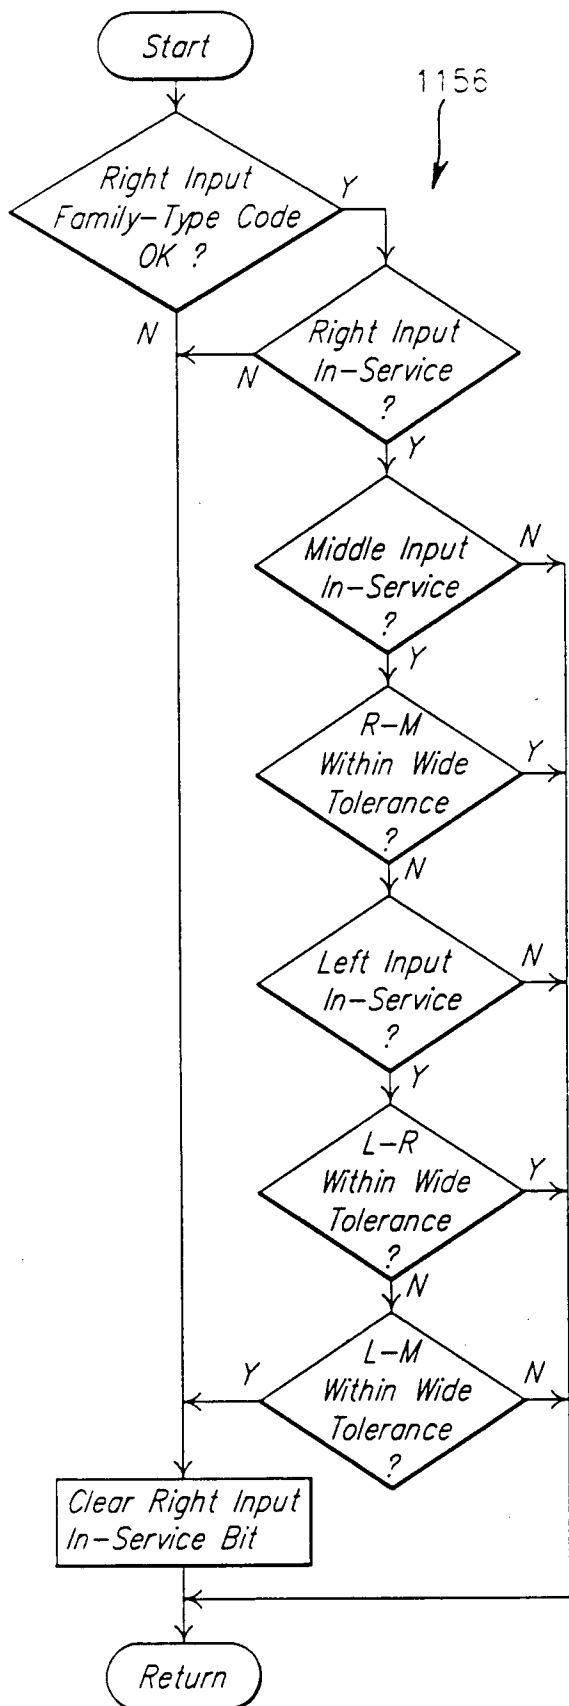 Start
1156
Right Input
Family-Type Code
OK ?
Y
N
Right Input
In-Service
?
N
Y
Middle Input
In-Service
?
N
Y
R-M
Within Wide
Tolerance
?
Y
N
Left Input
In-Service
?
N
Y
L-R
Within Wide
Tolerance
?
Y
N
L-M
Within Wide
Tolerance
?
Y
N
Clear Right Input
In-Service Bit
Return